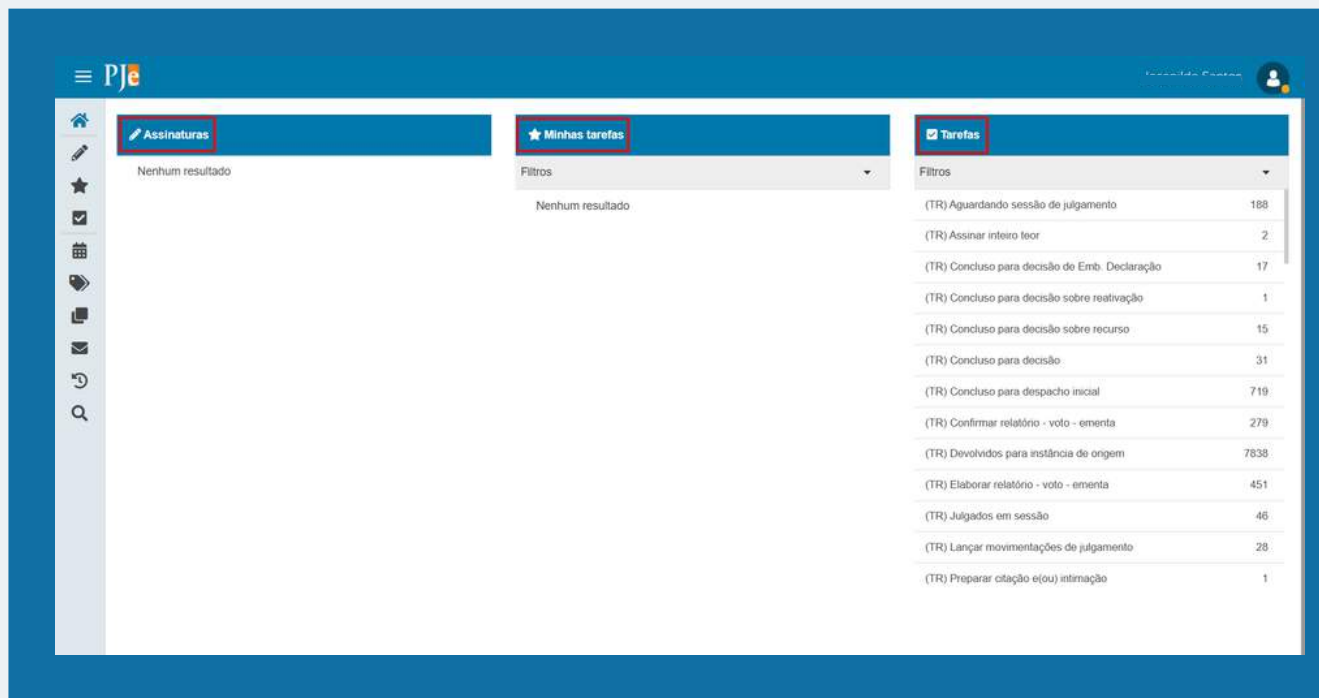 PJe
Assinaturas
Nenhum resultado
Minhas tarefas
Filtros
Nenhum resultado
Tarefas
Filtros
(TR) Aguardando sessão de julgamento 188
(TR) Assinar inteiro teor 2
(TR) Concluso para decisão de Emb. Declaração 17
(TR) Concluso para decisão sobre reativação 1
(TR) Concluso para decisão sobre recurso 15
(TR) Concluso para decisão 31
(TR) Concluso para despacho inicial 719
(TR) Confirmar relatório - voto - ementa 279
(TR) Devolvidos para instância de origem 7838
(TR) Elaborar relatório - voto - ementa 451
(TR) Julgados em sessão 46
(TR) Lançar movimentações de julgamento 28
(TR) Preparar citação e(ou) intimação 1